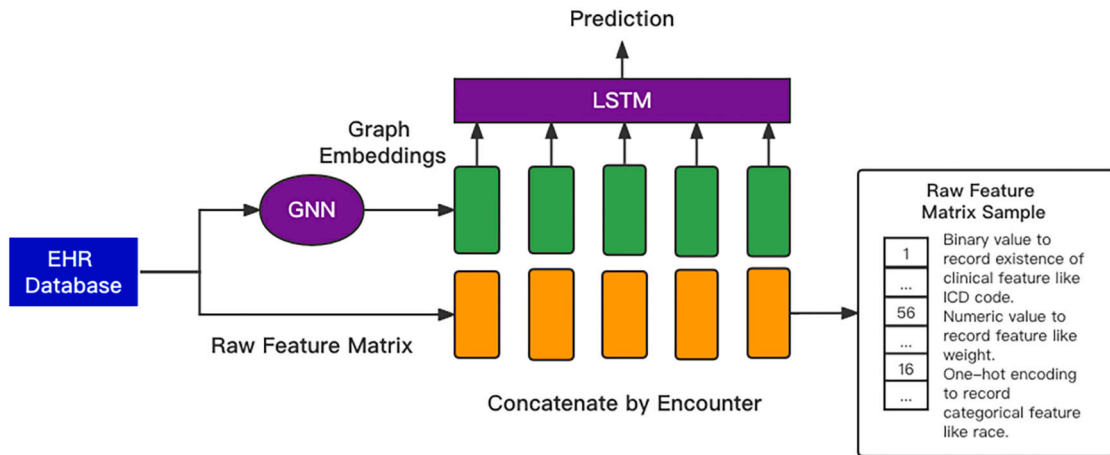 Prediction
LSTM
Graph
Embeddings
GNN
EHR
Database
Raw Feature Matrix
Concatenate by Encounter
Raw Feature
Matrix Sample
1
...
56
...
16
...
Binary value to
record existence of
clinical feature like
ICD code.
Numeric value to
record feature like
weight.
One-hot encoding
to record
categorical feature
like race.